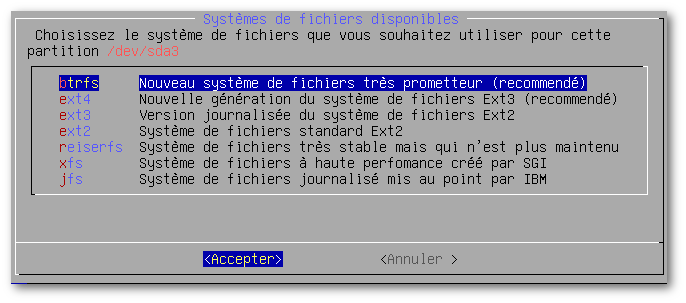 Systèmes de fichiers disponibles
Choisissez le système de fichiers que vous souhaitez utiliser pour cette
partition /dev/sda3
btrfs Nouveau système de fichiers très prometteur (recommendé)
ext4 Nouvelle génération du système de fichiers Ext3 (recommendé)
ext3 Version journalisée du système de fichiers Ext2
ext2 Système de fichiers standard Ext2
reiserfs Système de fichiers très stable mais qui n'est plus maintenu
xfs Système de fichiers à haute perfomance créé par SGI
jfs Système de fichiers journalisé mis au point par IBM
<Accepter> <Annuler >